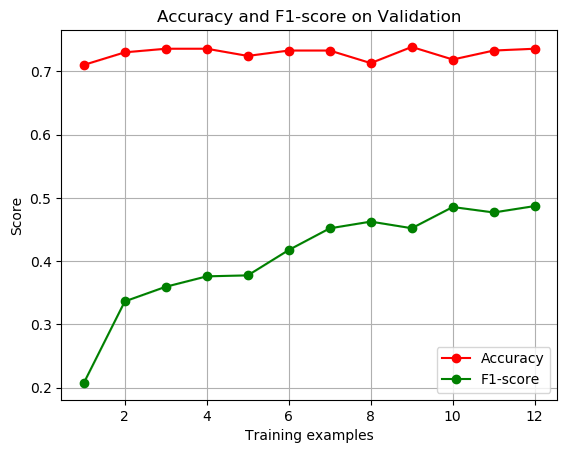 Accuracy and F1-score on Validation
Score
0.7
0.6
0.5
0.4
0.3
0.2
2 4 6 8 10 12
Training examples
Accuracy
F1-score